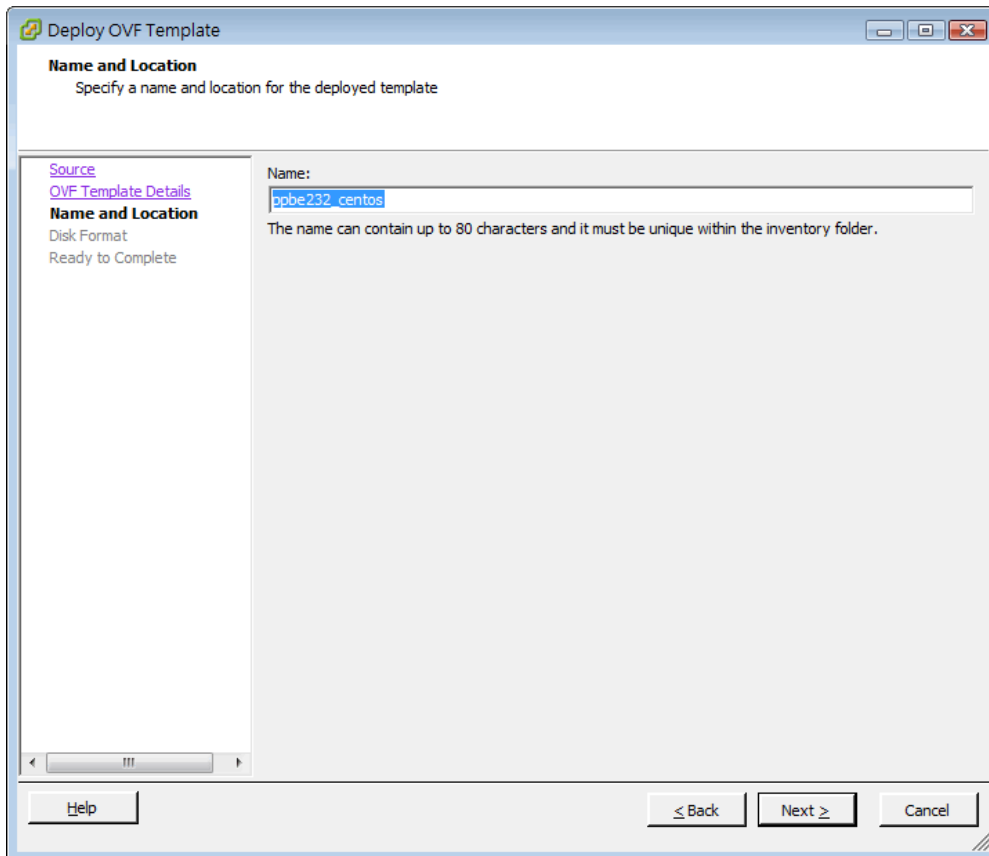 Deploy OVF Template
Name and Location
Specify a name and location for the deployed template
Source
OVF Template Details
Name and Location
Disk Format
Ready to Complete
Name:
ppbe232_centos
The name can contain up to 80 characters and it must be unique within the inventory folder.
Help
< Back
Next >
Cancel